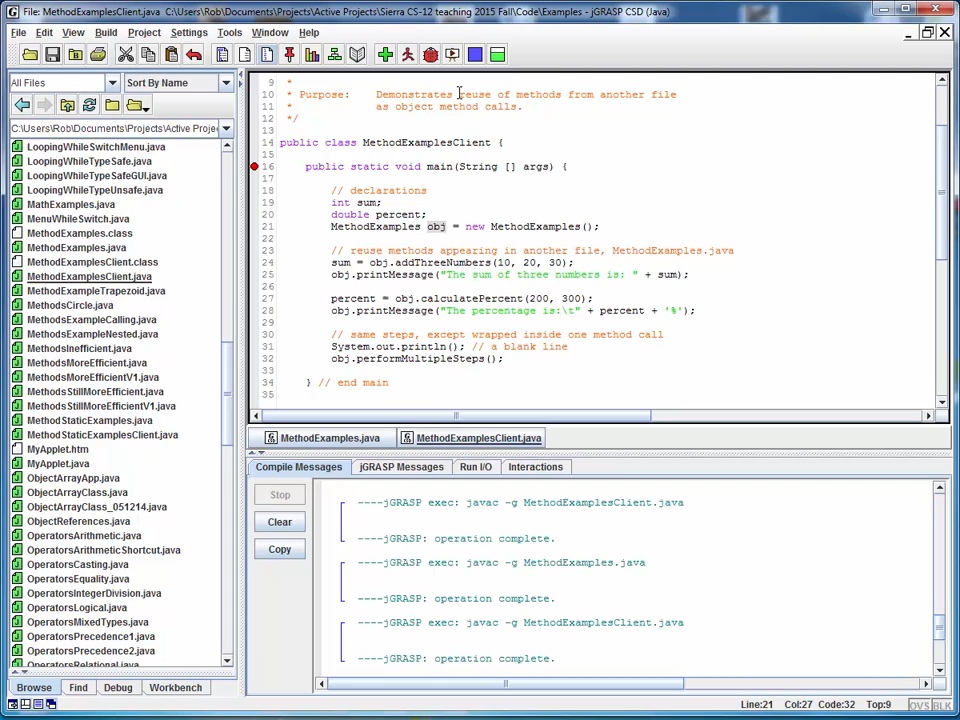 File: MethodExamplesClient.java  C:\Users\Rob\Documents\Projects\Active Projects\Sierra CS-12 teaching 2015 Fall\Code\Examples - jGRASP CSD (Java)
File Edit View Build Project Settings Tools Window Help
All Files
Sort By Name
C:\Users\Rob\Documents\Projects\Active Projec
LoopingWhileSwitchMenu.java
LoopingWhileTypeSafe.java
LoopingWhileTypeSafeGUI.java
LoopingWhileTypeUnsafe.java
MathExamples.java
MenuWhileSwitch.java
MethodExamples.class
MethodExamples.java
MethodExamplesClient.class
MethodExamplesClient.java
MethodExampleTrapezoid.java
MethodsCircle.java
MethodsExampleCalling.java
MethodsExampleNested.java
MethodsInefficient.java
MethodsMoreEfficient.java
MethodsMoreEfficientV1.java
MethodsStillMoreEfficient.java
MethodsStillMoreEfficientV1.java
MethodStaticExamples.java
MethodStaticExamplesClient.java
MyApplet.htm
MyApplet.java
ObjectArrayApp.java
ObjectArrayClass.java
ObjectArrayClass_051214.java
ObjectReferences.java
OperatorsArithmetic.java
OperatorsArithmeticShortcut.java
OperatorsCasting.java
OperatorsEquality.java
OperatorsIntegerDivision.java
OperatorsLogical.java
OperatorsMixedTypes.java
OperatorsPrecedence1.java
OperatorsPrecedence2.java
OperatorsRelational.java
Browse Find Debug Workbench
9 *
10 * Purpose: Demonstrates reuse of methods from another file
11 * as object method calls.
12 */
13
14 public class MethodExamplesClient {
15
16 public static void main(String [] args) {
17
18 // declarations
19 int sum;
20 double percent;
21 MethodExamples obj = new MethodExamples();
22
23 // reuse methods appearing in another file, MethodExamples.java
24 sum = obj.addThreeNumbers(10, 20, 30);
25 obj.printMessage("The sum of three numbers is: " + sum);
26
27 percent = obj.calculatePercent(200, 300);
28 obj.printMessage("The percentage is:\t" + percent + '%');
29
30 // same steps, except wrapped inside one method call
31 System.out.println(); // a blank line
32 obj.performMultipleSteps();
33
34 } // end main
35
MethodExamples.java MethodExamplesClient.java
Compile Messages jGRASP Messages Run I/O Interactions
Stop
Clear
Copy
----jGRASP exec: javac -g MethodExamplesClient.java
----jGRASP: operation complete.
----jGRASP exec: javac -g MethodExamples.java
----jGRASP: operation complete.
----jGRASP exec: javac -g MethodExamplesClient.java
----jGRASP: operation complete.
Line:21 Col:27 Code:32 Top:9 OVS BLK